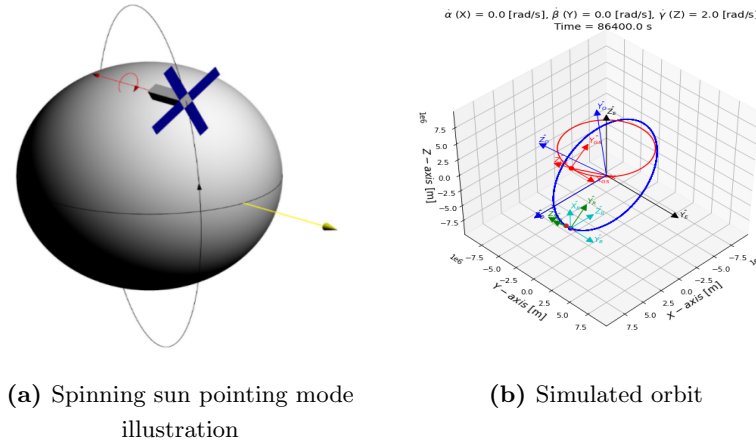 α̇ (X) = 0.0 [rad/s], β̇ (Y) = 0.0 [rad/s], γ̇ (Z) = 2.0 [rad/s]
Time = 86400.0 s
1e6
7.5
5.0
2.5
0.0
−2.5
−5.0
−7.5
Z − axis [m]
1e6
−7.5
−5.0
−2.5
0.0
2.5
5.0
7.5
Y − axis [m]
−7.5
−5.0
−2.5
0.0
2.5
5.0
7.5
X − axis [m]
Z_E
Y_E
(a) Spinning sun pointing mode
illustration
(b) Simulated orbit